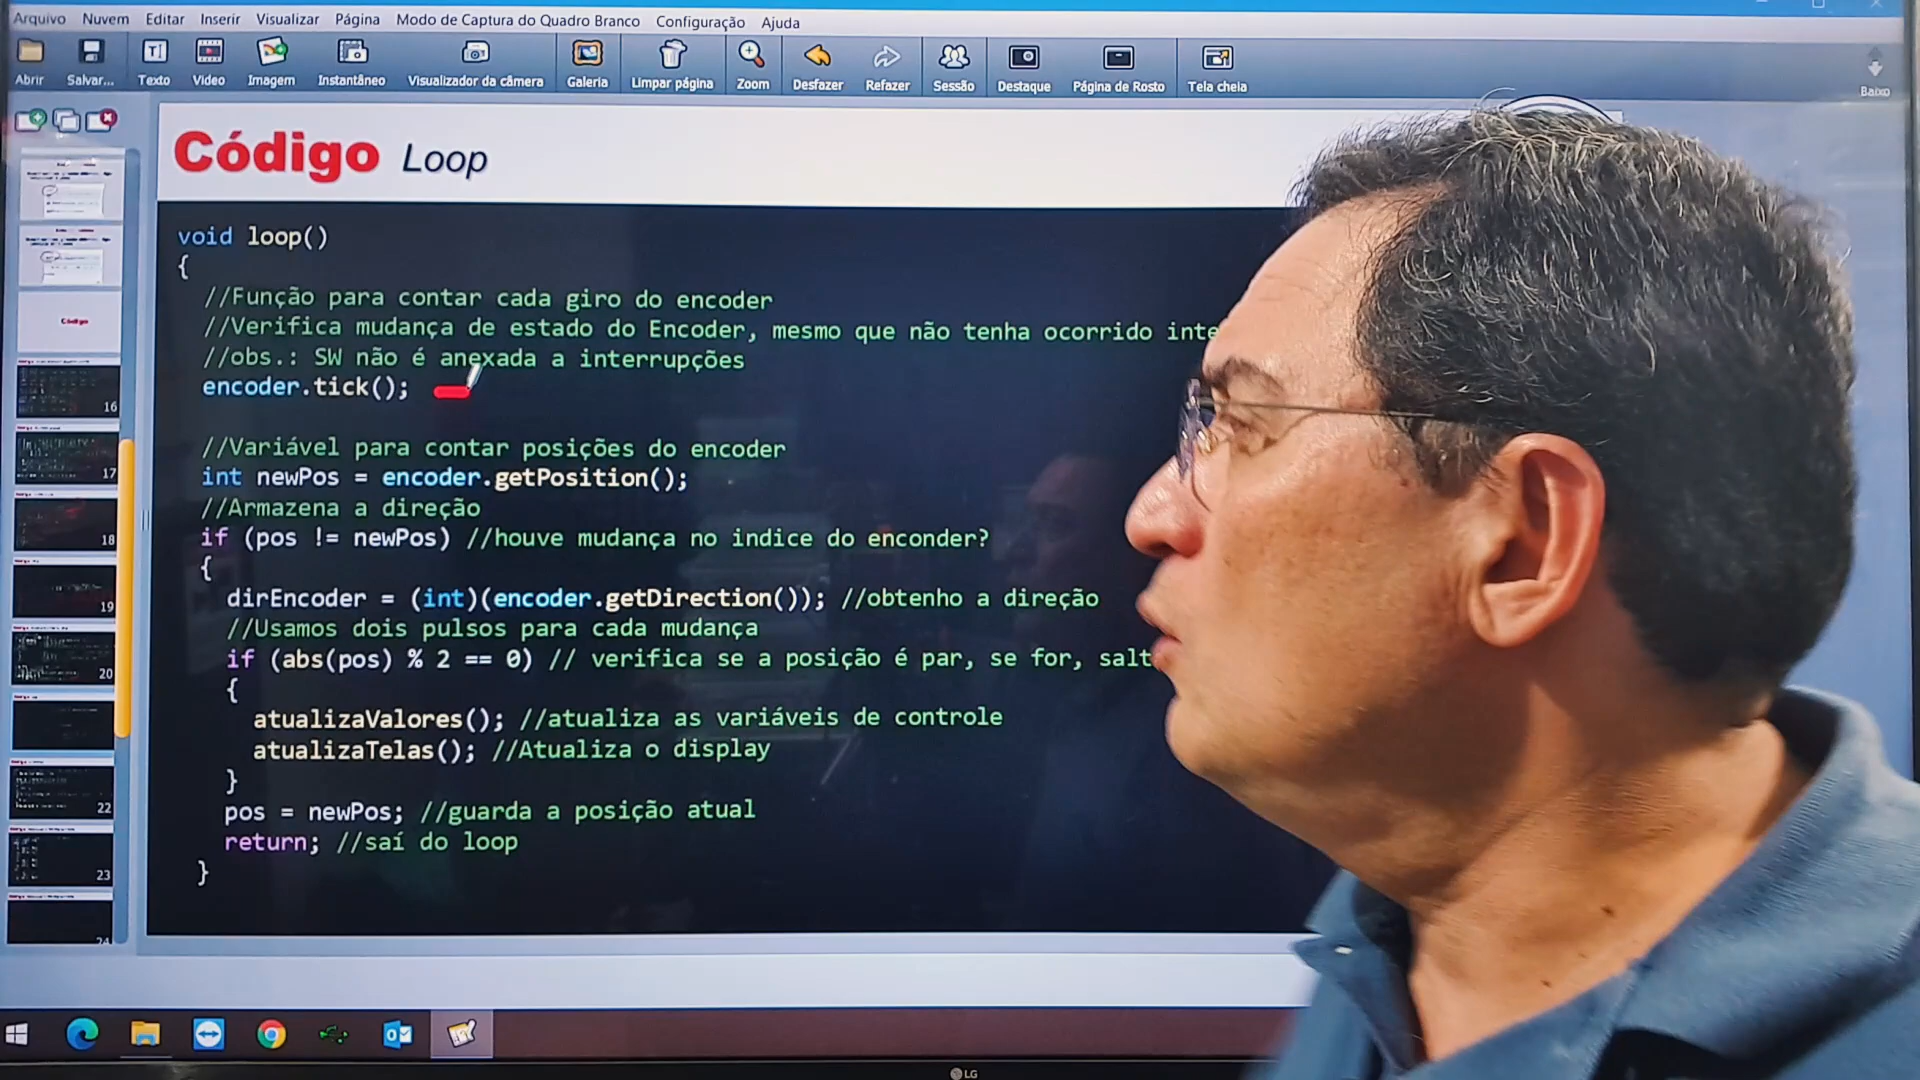 Arquivo Nuvem Editar Inserir Visualizar Página Modo de Captura do Quadro Branco Configuração Ajuda
Abrir Salvar... Texto Video Imagem Instantâneo Visualizador da câmera Galeria Limpar página Zoom Desfazer Refazer Sessão Destaque Página de Rosto Tela cheia Baixo
Código Loop
void loop()
{
//Função para contar cada giro do encoder
//Verifica mudança de estado do Encoder, mesmo que não tenha ocorrido inte
//obs.: SW não é anexada a interrupções
encoder.tick();
//Variável para contar posições do encoder
int newPos = encoder.getPosition();
//Armazena a direção
if (pos != newPos) //houve mudança no indice do enconder?
{
dirEncoder = (int)(encoder.getDirection()); //obtenho a direção
//Usamos dois pulsos para cada mudança
if (abs(pos) % 2 == 0) // verifica se a posição é par, se for, salt
{
atualizaValores(); //atualiza as variáveis de controle
atualizaTelas(); //Atualiza o display
}
pos = newPos; //guarda a posição atual
return; //saí do loop
}
Código
16
17
18
19
20
22
23
24
LG